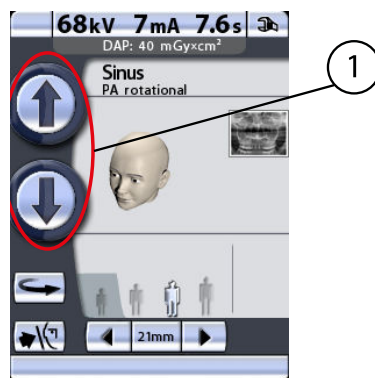 68kV 7mA 7.6s
DAP: 40 mGy×cm²
Sinus
PA rotational
1
21mm